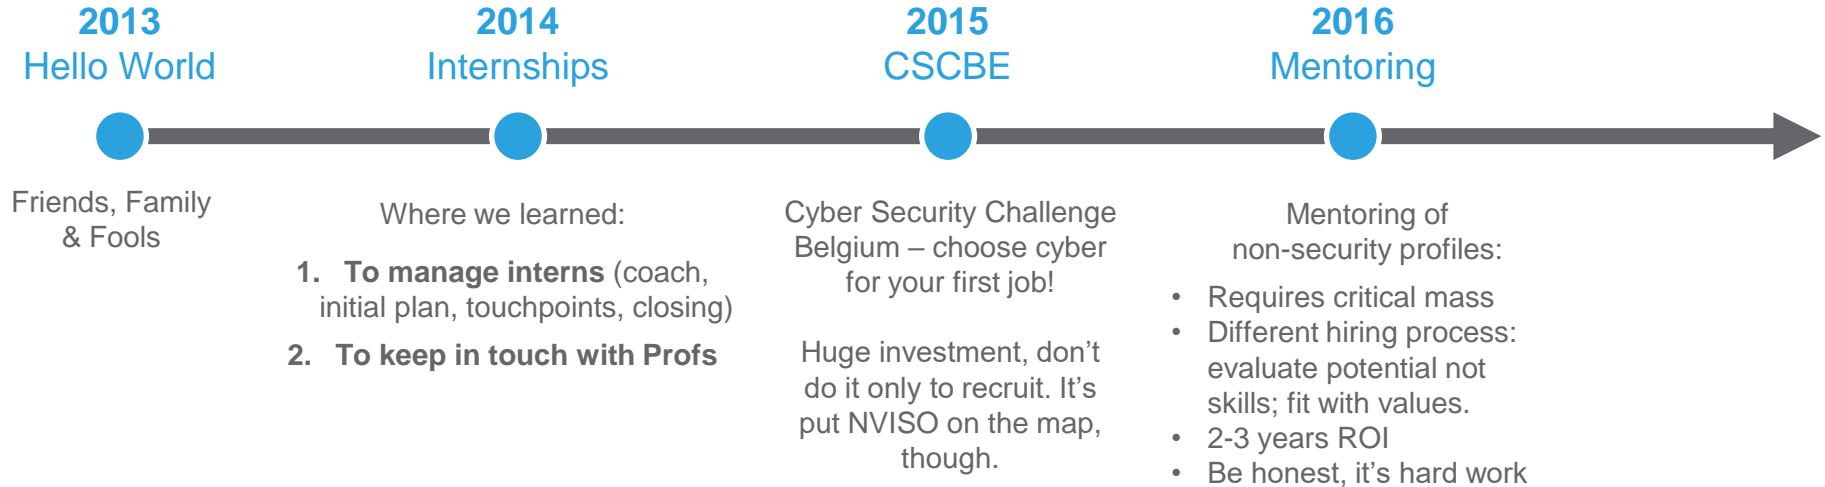 2013
Hello World
Friends, Family
& Fools
2014
Internships
Where we learned:
1. To manage interns (coach,
initial plan, touchpoints, closing)
2. To keep in touch with Profs
2015
CSCBE
Cyber Security Challenge
Belgium – choose cyber
for your first job!
Huge investment, don’t
do it only to recruit. It’s
put NVISO on the map,
though.
2016
Mentoring
Mentoring of
non-security profiles:
• Requires critical mass
• Different hiring process:
evaluate potential not
skills; fit with values.
• 2-3 years ROI
• Be honest, it’s hard work